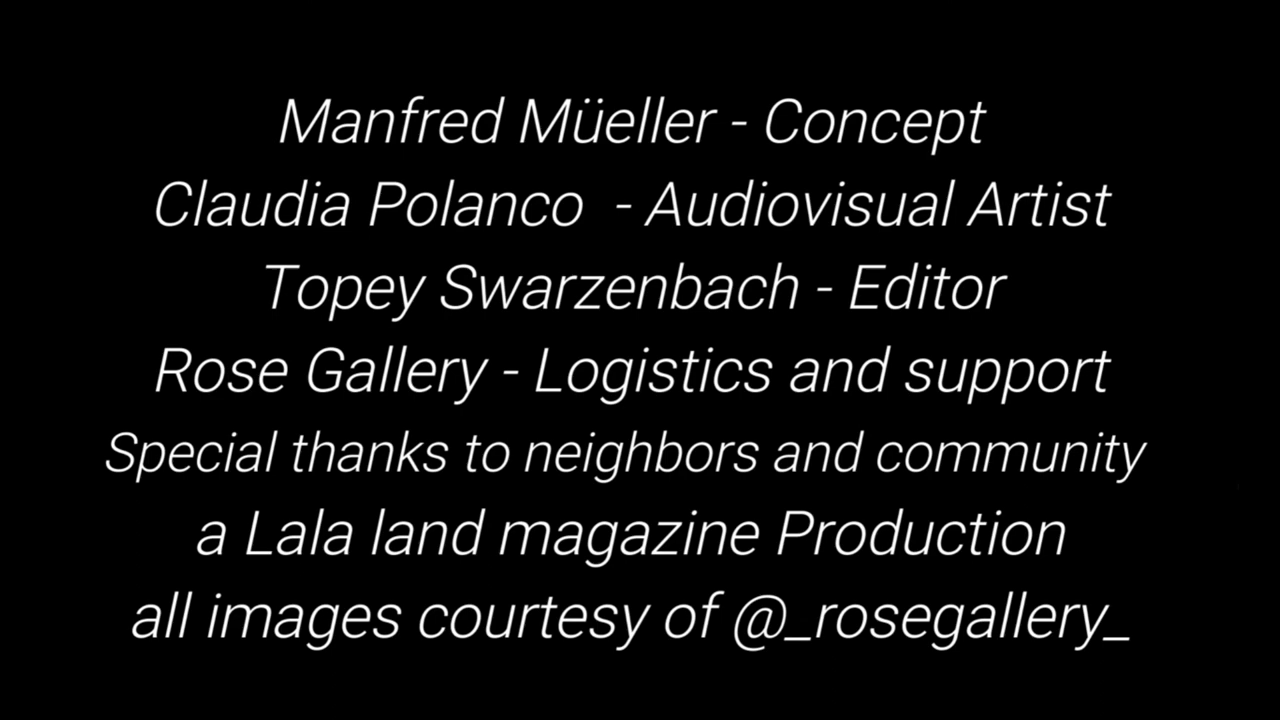 Manfred Müeller - Concept
Claudia Polanco  - Audiovisual Artist
Topey Swarzenbach - Editor
Rose Gallery - Logistics and support
Special thanks to neighbors and community
a Lala land magazine Production
all images courtesy of @_rosegallery_